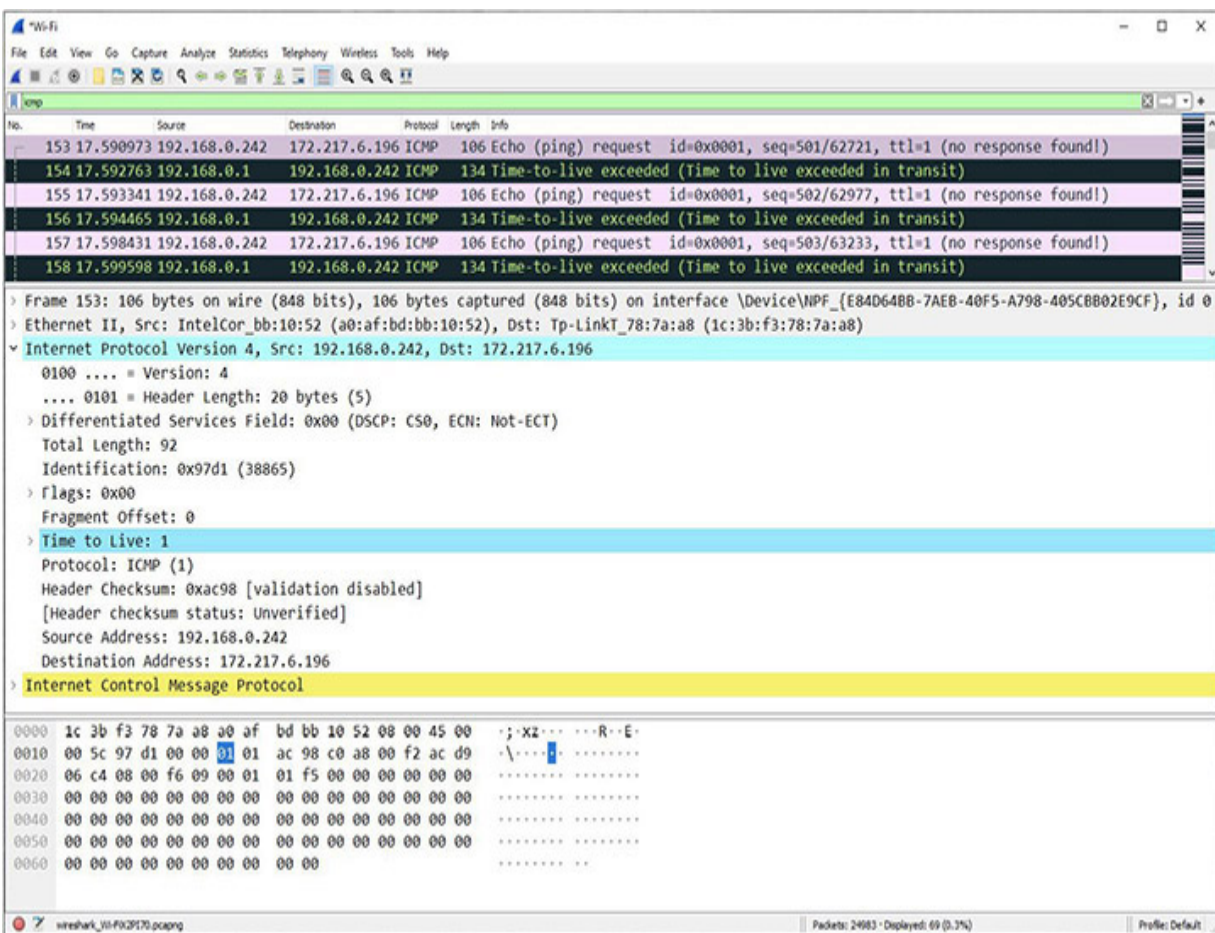 *Wi-Fi
File Edit View Go Capture Analyze Statistics Telephony Wireless Tools Help
icmp
No. Time Source Destination Protocol Length Info
153 17.590973 192.168.0.242 172.217.6.196 ICMP 106 Echo (ping) request id=0x0001, seq=501/62721, ttl=1 (no response found!)
154 17.592763 192.168.0.1 192.168.0.242 ICMP 134 Time-to-live exceeded (Time to live exceeded in transit)
155 17.593341 192.168.0.242 172.217.6.196 ICMP 106 Echo (ping) request id=0x0001, seq=502/62977, ttl=1 (no response found!)
156 17.594465 192.168.0.1 192.168.0.242 ICMP 134 Time-to-live exceeded (Time to live exceeded in transit)
157 17.598431 192.168.0.242 172.217.6.196 ICMP 106 Echo (ping) request id=0x0001, seq=503/63233, ttl=1 (no response found!)
158 17.599598 192.168.0.1 192.168.0.242 ICMP 134 Time-to-live exceeded (Time to live exceeded in transit)
> Frame 153: 106 bytes on wire (848 bits), 106 bytes captured (848 bits) on interface \Device\NPF_{E84D64BB-7AEB-40F5-A798-405CBB02E9CF}, id 0
> Ethernet II, Src: IntelCor_bb:10:52 (a0:af:bd:bb:10:52), Dst: Tp-LinkT_78:7a:a8 (1c:3b:f3:78:7a:a8)
Internet Protocol Version 4, Src: 192.168.0.242, Dst: 172.217.6.196
0100 .... = Version: 4
.... 0101 = Header Length: 20 bytes (5)
> Differentiated Services Field: 0x00 (DSCP: CS0, ECN: Not-ECT)
Total Length: 92
Identification: 0x97d1 (38865)
> Flags: 0x00
Fragment Offset: 0
> Time to Live: 1
Protocol: ICMP (1)
Header Checksum: 0xac98 [validation disabled]
[Header checksum status: Unverified]
Source Address: 192.168.0.242
Destination Address: 172.217.6.196
> Internet Control Message Protocol
0000 1c 3b f3 78 7a a8 a0 af bd bb 10 52 08 00 45 00 ·;·xz··· ···R··E·
0010 00 5c 97 d1 00 00 01 01 ac 98 c0 a8 00 f2 ac d9 ·\······ ········
0020 06 c4 08 00 f6 09 00 01 01 f5 00 00 00 00 00 00 ········ ········
0030 00 00 00 00 00 00 00 00 00 00 00 00 00 00 00 00 ········ ········
0040 00 00 00 00 00 00 00 00 00 00 00 00 00 00 00 00 ········ ········
0050 00 00 00 00 00 00 00 00 00 00 00 00 00 00 00 00 ········ ········
0060 00 00 00 00 00 00 00 00 00 00 ········ ··
Packets: 24983 · Displayed: 69 (0.3%) Profile: Default